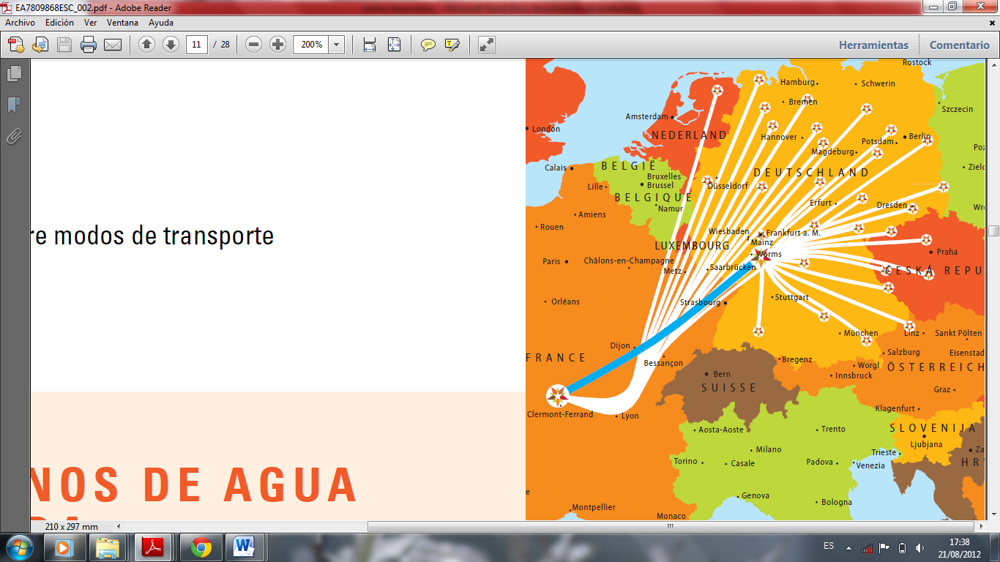 EA7809868ESC_002.pdf - Adobe Reader
Archivo Edición Ver Ventana Ayuda
11 / 28 200% Herramientas Comentario
re modos de transporte
NOS DE AGUA
Rostock
Hamburg
Schwerin
Bremen
Szczecin
Amsterdam
London
NEDERLAND
Hannover
Potsdam
Berlin
Magdeburg
Poz
Calais
BELGIË
Bruxelles
Brussel
DEUTSCHLAND
Zielo
Lille
Düsseldorf
BELGIQUE
Namur
Erfurt
Dresden
Wro
Amiens
Rouen
Wiesbaden
Frankfurt a. M.
Mainz
LUXEMBOURG
Worms
Praha
Paris
Châlons-en-Champagne
Metz
Saarbrücken
ČESKÁ REPU
Orléans
Strasbourg
Stuttgart
Dijon
München
Linz
Sankt Pölten
FRANCE
Bessançon
Bregenz
Salzburg
Eisenstad
Worgl
ÖSTERREICH
Bern
Innsbruck
SUISSE
Graz
Clermont-Ferrand
Lyon
Klagenfurt
Aosta-Aoste
Trento
SLOVENIJA
Ljubjana
Milano
Trieste
Za
Torino
Casale
Padova
Venezia
HRV
e
Genova
Bologna
Montpellier
Monaco
210 x 297 mm
ES 17:38
21/08/2012